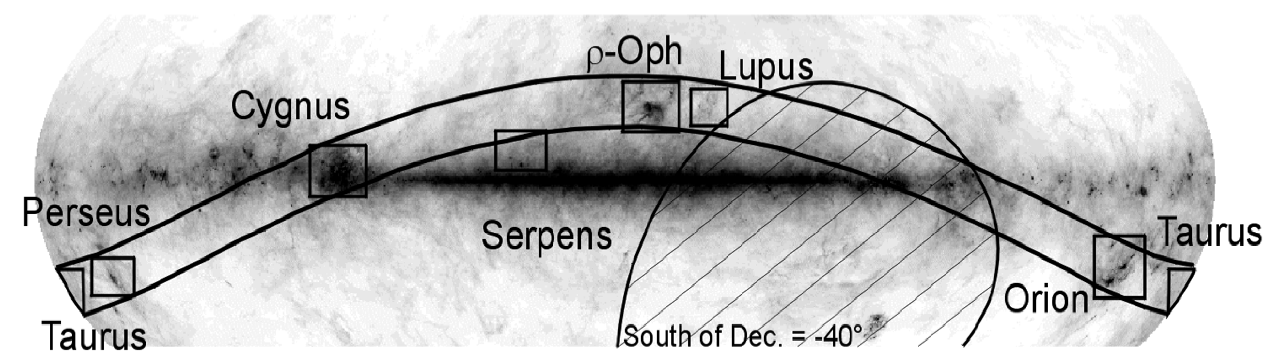 ρ-Oph
Lupus
Cygnus
Perseus
Taurus
Serpens
Orion
Taurus
South of Dec. = -40°